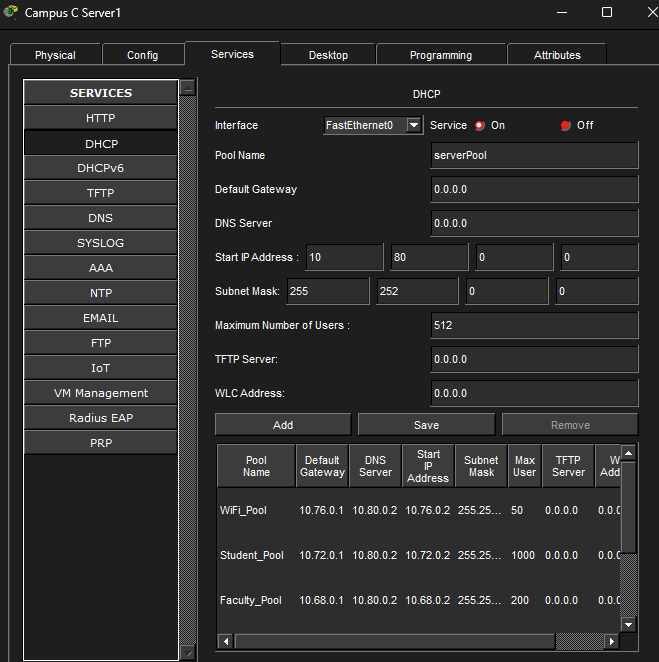 Campus C Server1
Physical Config Services Desktop Programming Attributes
SERVICES
HTTP
DHCP
DHCPv6
TFTP
DNS
SYSLOG
AAA
NTP
EMAIL
FTP
IoT
VM Management
Radius EAP
PRP
DHCP
Interface FastEthernet0 Service On Off
Pool Name serverPool
Default Gateway 0.0.0.0
DNS Server 0.0.0.0
Start IP Address : 10 80 0 0
Subnet Mask: 255 252 0 0
Maximum Number of Users : 512
TFTP Server: 0.0.0.0
WLC Address: 0.0.0.0
Add Save Remove
Pool Name Default Gateway DNS Server Start IP Address Subnet Mask Max User TFTP Server W Add
WiFi_Pool 10.76.0.1 10.80.0.2 10.76.0.2 255.25... 50 0.0.0.0 0.0.0
Student_Pool 10.72.0.1 10.80.0.2 10.72.0.2 255.25... 1000 0.0.0.0 0.0.0
Faculty_Pool 10.68.0.1 10.80.0.2 10.68.0.2 255.25... 200 0.0.0.0 0.0.0